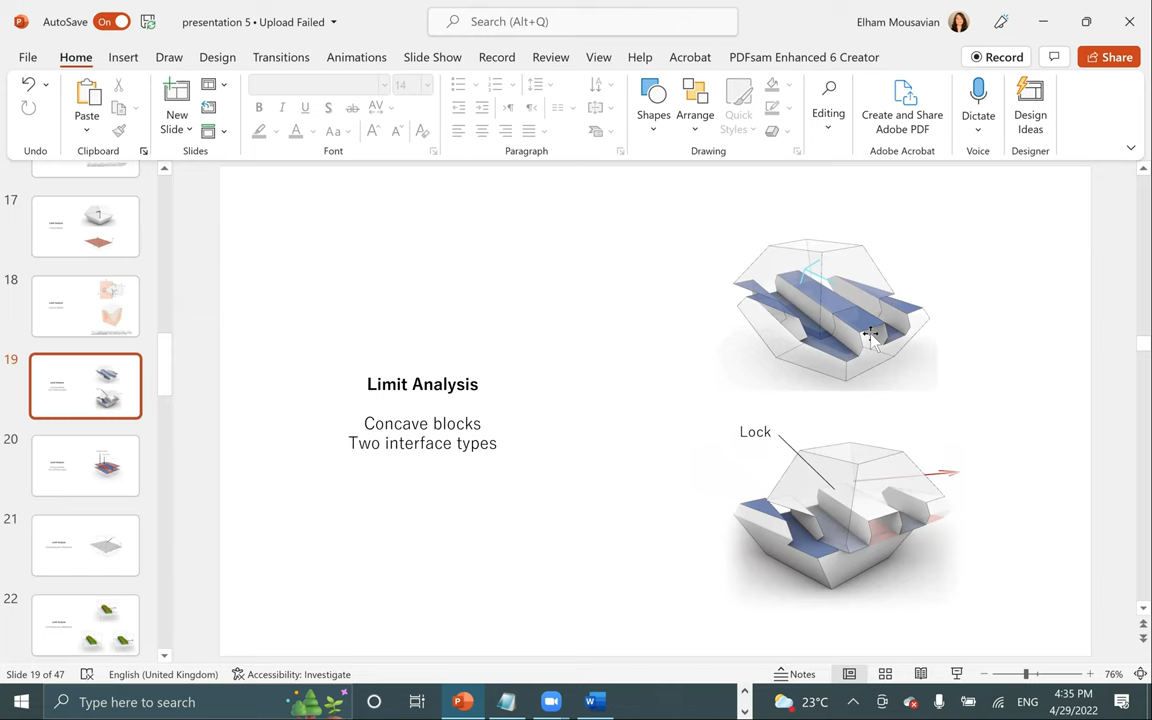 AutoSave On presentation 5 • Upload Failed Search (Alt+Q) Elham Mousavian
File Home Insert Draw Design Transitions Animations Slide Show Record Review View Help Acrobat PDFsam Enhanced 6 Creator Record Share
14
Paste New Slide Shapes Arrange Quick Styles Editing Create and Share Adobe PDF Dictate Design Ideas
Undo Clipboard Slides Font Paragraph Drawing Adobe Acrobat Voice Designer
17
18
19
20
21
22
Limit Analysis
Concave blocks
Two interface types
Lock
Slide 19 of 47 English (United Kingdom) Accessibility: Investigate Notes 76%
Type here to search 23°C ENG 4:35 PM
4/29/2022